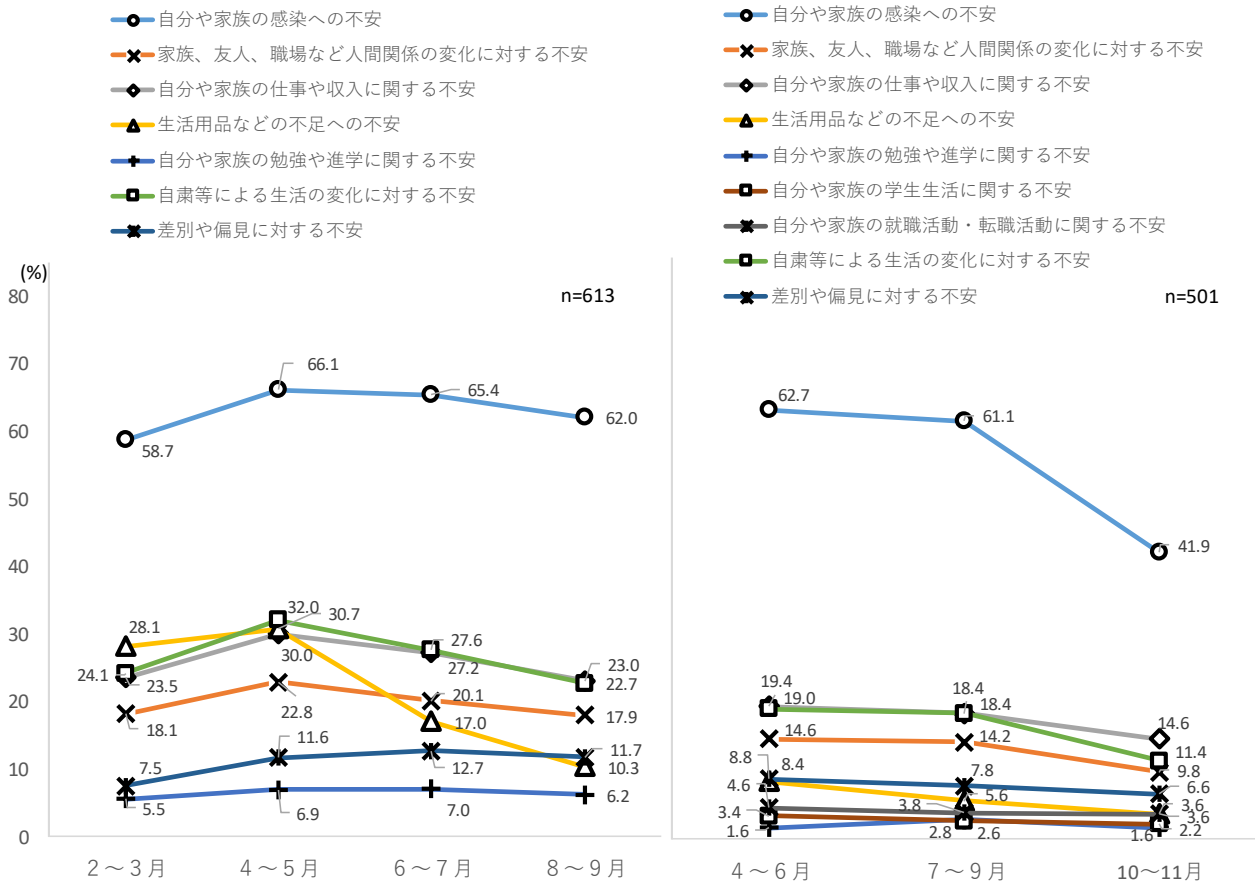 自分や家族の感染への不安
家族、友人、職場など人間関係の変化に対する不安
自分や家族の仕事や収入に関する不安
生活用品などの不足への不安
自分や家族の勉強や進学に関する不安
自粛等による生活の変化に対する不安
差別や偏見に対する不安
(%)
n=613
80
70
60
50
40
30
20
10
0
66.1
65.4
62.0
58.7
32.0
30.7
28.1
27.6
24.1
23.5
30.0
27.2
23.0
22.7
20.1
18.1
22.8
17.0
17.9
11.6
11.7
7.5
12.7
10.3
5.5
6.9
7.0
6.2
2～3月
4～5月
6～7月
8～9月
自分や家族の感染への不安
家族、友人、職場など人間関係の変化に対する不安
自分や家族の仕事や収入に関する不安
生活用品などの不足への不安
自分や家族の勉強や進学に関する不安
自分や家族の学生生活に関する不安
自分や家族の就職活動・転職活動に関する不安
自粛等による生活の変化に対する不安
差別や偏見に対する不安
n=501
62.7
61.1
41.9
19.4
19.0
18.4
18.4
14.6
14.6
14.2
11.4
9.8
8.8
8.4
7.8
6.6
4.6
5.6
3.8
3.6
3.4
3.6
1.6
2.8
2.6
1.6
2.2
4～6月
7～9月
10～11月